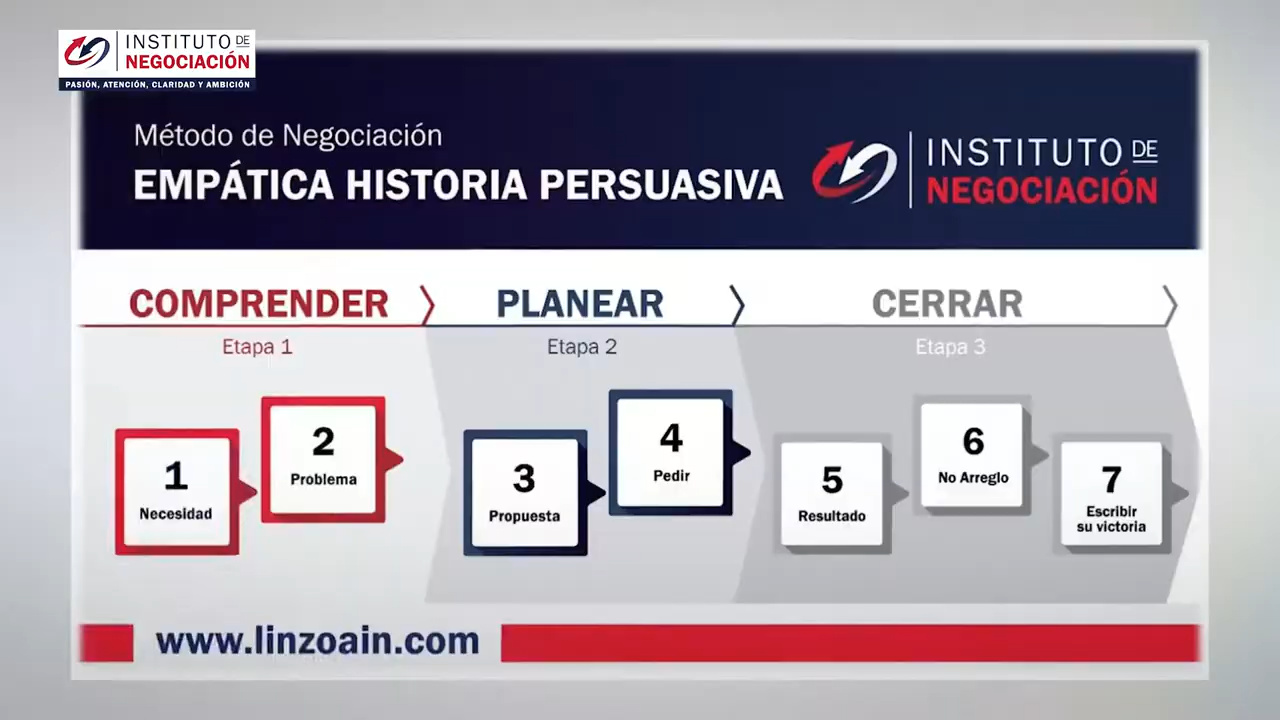 INSTITUTO DE
NEGOCIACIÓN
PASIÓN, ATENCIÓN, CLARIDAD Y AMBICIÓN
Método de Negociación
EMPÁTICA HISTORIA PERSUASIVA
INSTITUTO DE
NEGOCIACIÓN
COMPRENDER
PLANEAR
CERRAR
Etapa 1
Etapa 2
Etapa 3
1
Necesidad
2
Problema
3
Propuesta
4
Pedir
5
Resultado
6
No Arreglo
7
Escribir
su victoria
www.linzoain.com